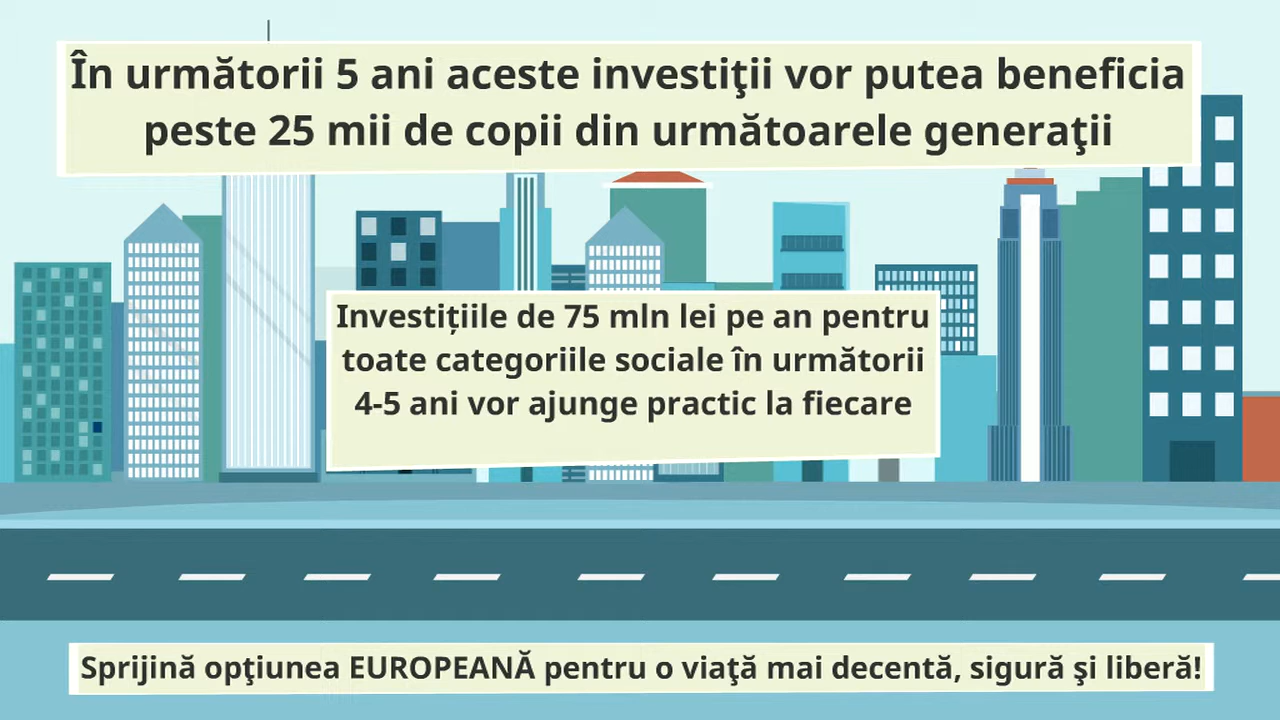 În următorii 5 ani aceste investiţii vor putea beneficia
peste 25 mii de copii din următoarele generaţii
Investițiile de 75 mln lei pe an pentru
toate categoriile sociale în următorii
4-5 ani vor ajunge practic la fiecare
Sprijină opţiunea EUROPEANĂ pentru o viaţă mai decentă, sigură şi liberă!